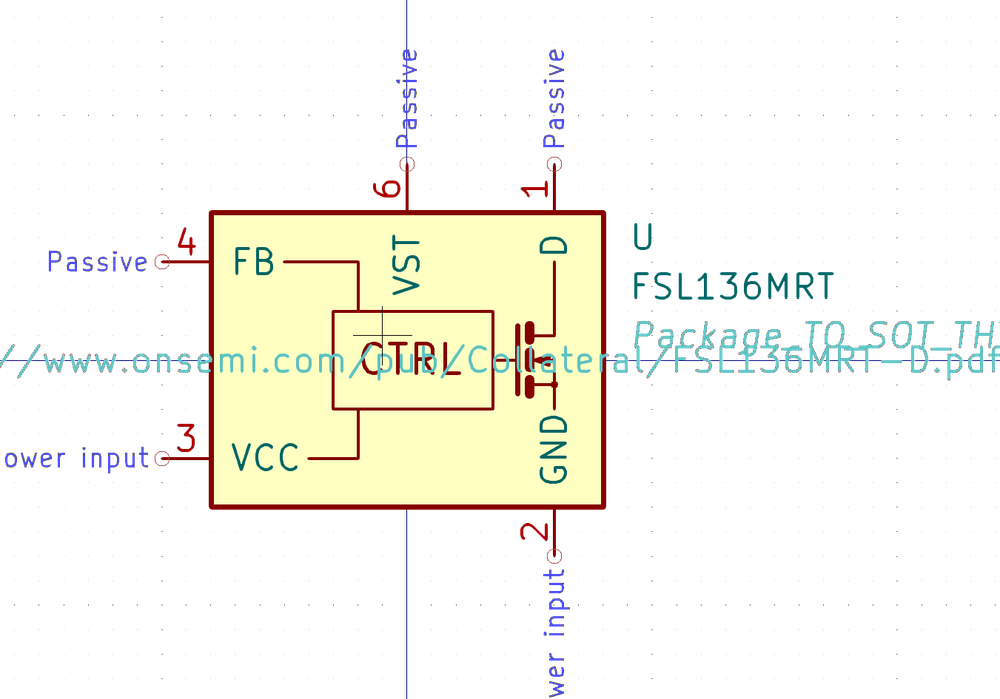 Passive
Passive
6
1
4
Passive
FB
VST
D
U
FSL136MRT
Package_TO_SOT_TH
//www.onsemi.com/pub/Collateral/FSL136MRT-D.pdf
CTRL
3
VCC
ower input
GND
2
wer input